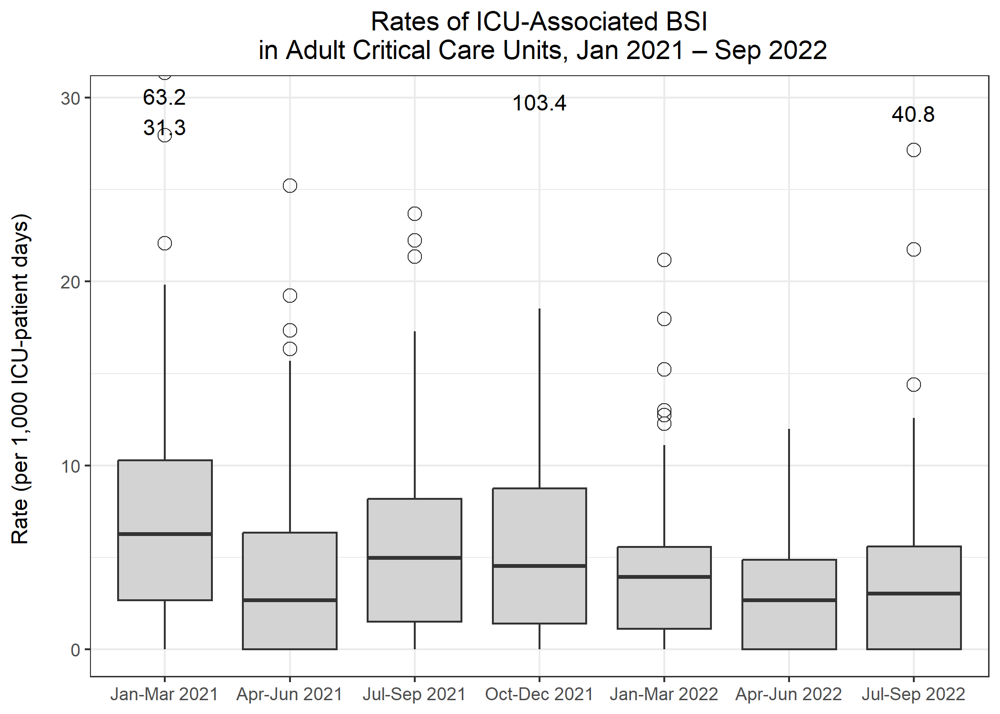 Rates of ICU-Associated BSI
in Adult Critical Care Units, Jan 2021 – Sep 2022
Rate (per 1,000 ICU-patient days)
30
20
10
0
63.2
31.3
103.4
40.8
Jan-Mar 2021
Apr-Jun 2021
Jul-Sep 2021
Oct-Dec 2021
Jan-Mar 2022
Apr-Jun 2022
Jul-Sep 2022